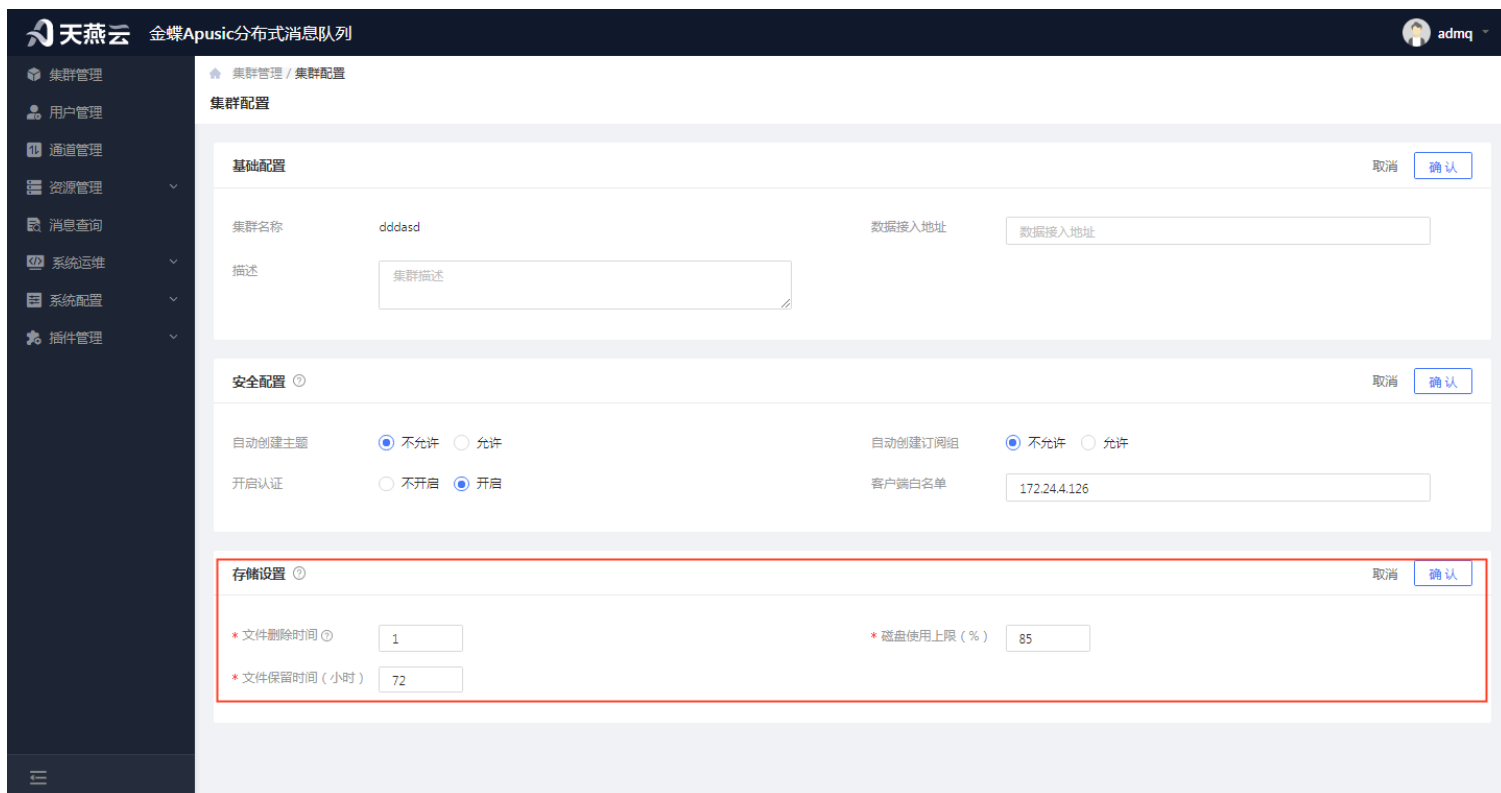 天燕云 金蝶Apusic分布式消息队列 admq
集群管理
用户管理
通道管理
资源管理
消息查询
系统运维
系统配置
插件管理
集群管理 / 集群配置
集群配置
基础配置 取消 确认
集群名称 dddasd 数据接入地址 数据接入地址
描述 集群描述
安全配置 取消 确认
自动创建主题 不允许 允许 自动创建订阅组 不允许 允许
开启认证 不开启 开启 客户端白名单 172.24.4.126
存储设置 取消 确认
* 文件删除时间 1 * 磁盘使用上限（%） 85
* 文件保留时间（小时） 72